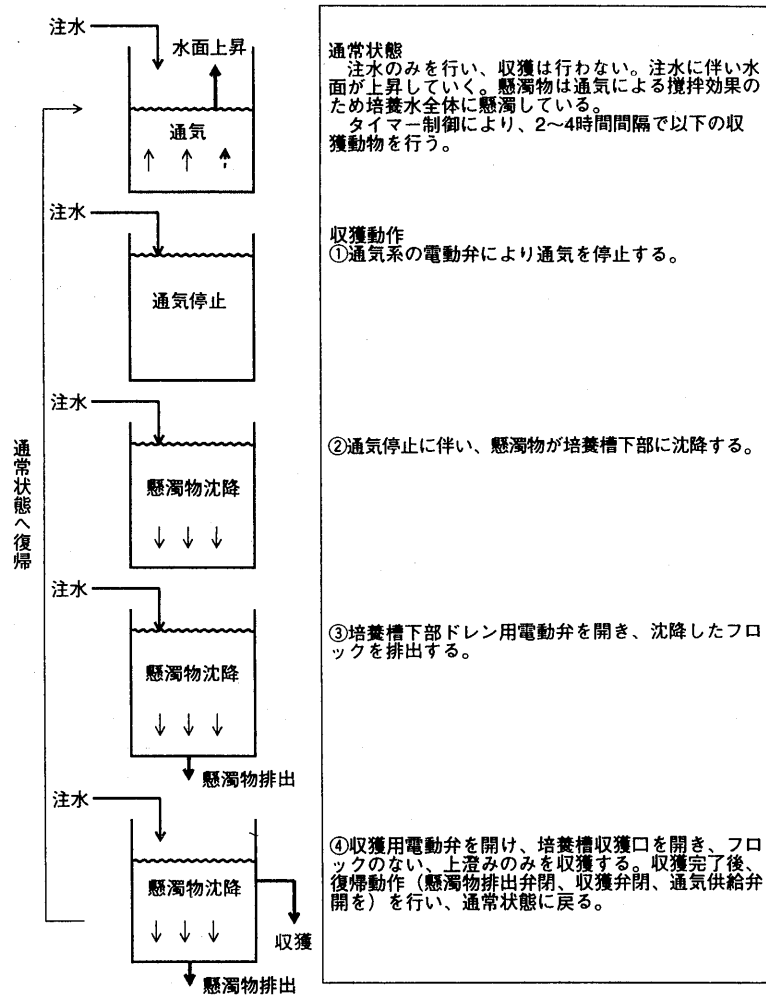 注水
水面上昇
通気
通常状態
注水のみを行い、収獲は行わない。注水に伴い水
面が上昇していく。懸濁物は通気による撹拌効果の
ため培養水全体に懸濁している。
タイマー制御により、2〜4時間間隔で以下の収
獲動物を行う。
注水
通気停止
収獲動作
①通気系の電動弁により通気を停止する。
注水
懸濁物沈降
②通気停止に伴い、懸濁物が培養槽下部に沈降する。
通常状態へ復帰
注水
懸濁物沈降
懸濁物排出
③培養槽下部ドレン用電動弁を開き、沈降したフロ
ックを排出する。
注水
懸濁物沈降
収獲
懸濁物排出
④収獲用電動弁を開け、培養槽収獲口を開き、フロ
ックのない、上澄みのみを収獲する。収獲完了後、
復帰動作（懸濁物排出弁閉、収獲弁閉、通気供給弁
開を）を行い、通常状態に戻る。